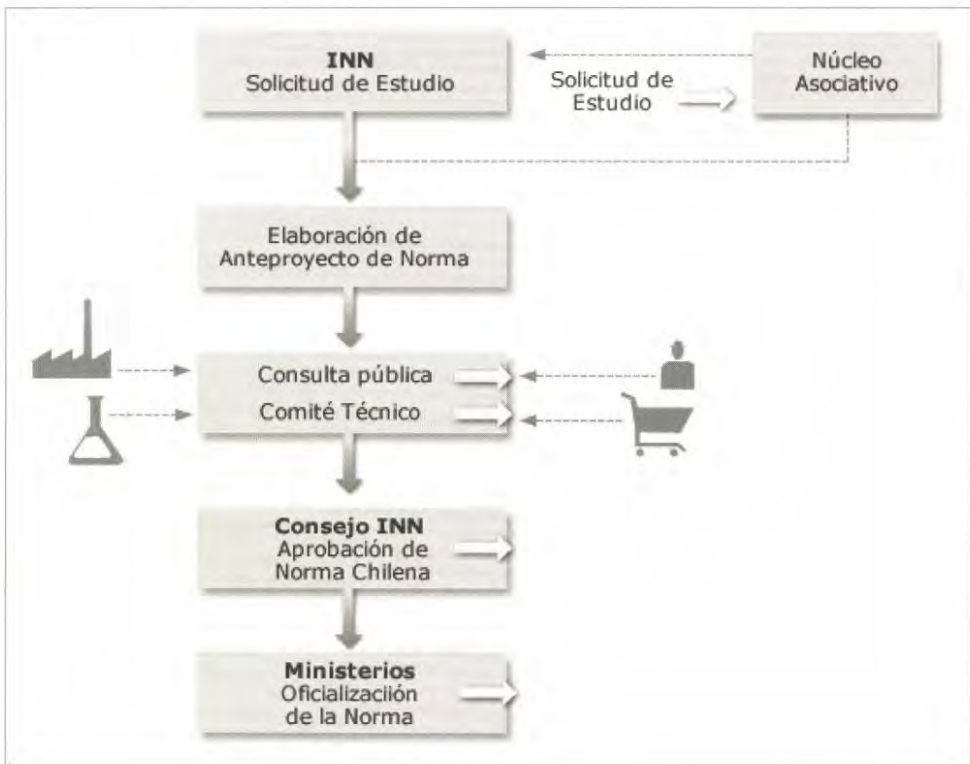 INN
Solicitud de Estudio
Solicitud de
Estudio
Núcleo
Asociativo
Elaboración de
Anteproyecto de Norma
Consulta pública
Comité Técnico
Consejo INN
Aprobación de
Norma Chilena
Ministerios
Oficializaciión
de la Norma